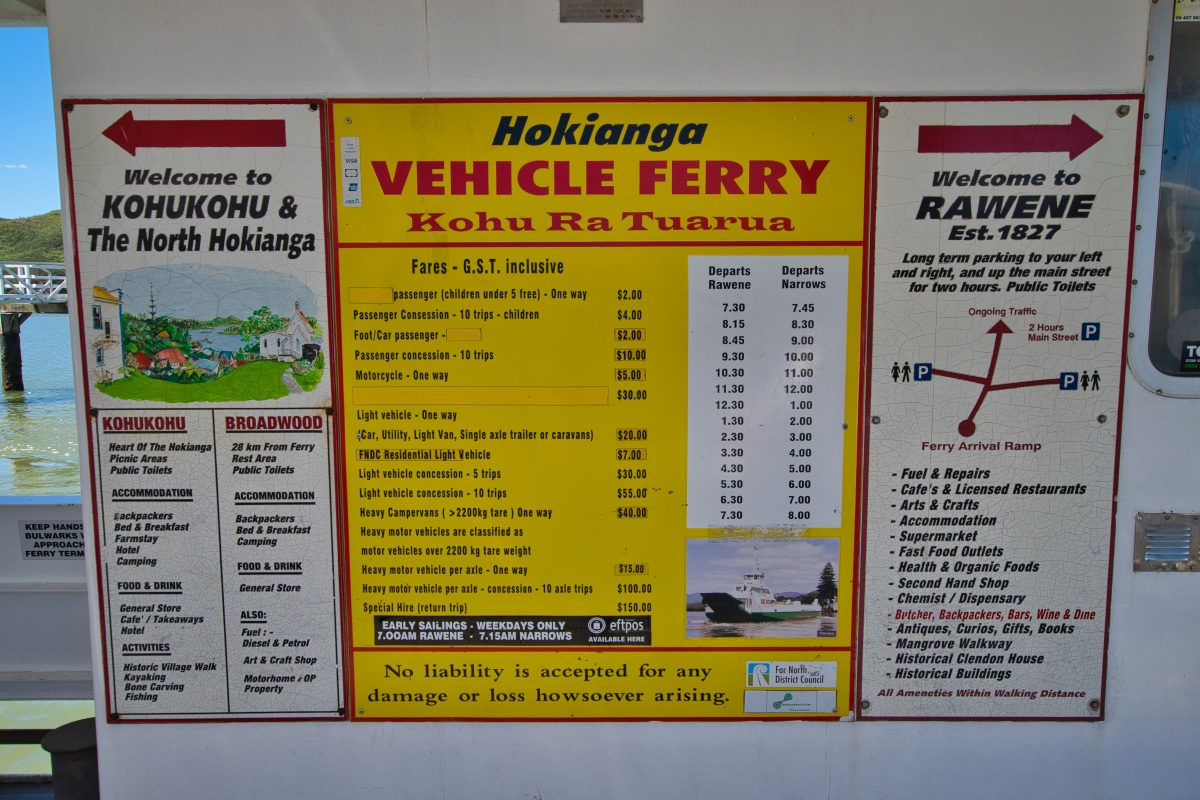 Welcome to
KOHUKOHU &
The North Hokianga
KOHUKOHU
Heart Of The Hokianga
Picnic Areas
Public Toilets
ACCOMMODATION
Backpackers
Bed & Breakfast
Farmstay
Hotel
Camping
FOOD & DRINK
General Store
Cafe' / Takeaways
Hotel
ACTIVITIES
Historic Village Walk
Kayaking
Bone Carving
Fishing
BROADWOOD
28 km From Ferry
Rest Area
Public Toilets
ACCOMMODATION
Backpackers
Bed & Breakfast
Camping
FOOD & DRINK
General Store
ALSO:
Fuel : -
Diesel & Petrol
Art & Craft Shop
Motorhome POP
Property
KEEP HANDS
BULWARKS
APPROACH
FERRY TERM
Hokianga
VEHICLE FERRY
Kohu Ra Tuarua
VISA
Fares - G.S.T. inclusive
passenger (children under 5 free) - One way $2.00
Passenger Consession - 10 trips - children $4.00
Foot/Car passenger - $2.00
Passenger concession - 10 trips $10.00
Motorcycle - One way $5.00
$30.00
Light vehicle - One way
(Car, Utility, Light Van, Single axle trailer or caravans) $20.00
FNDC Residential Light Vehicle $7.00
Light vehicle concession - 5 trips $30.00
Light vehicle concession - 10 trips $55.00
Heavy Campervans ( >2200kg tare ) One way $40.00
Heavy motor vehicles are classified as
motor vehicles over 2200 kg tare weight
Heavy motor vehicle per axle - One way $15.00
Heavy motor vehicle per axle - concession - 10 axle trips $100.00
Special Hire (return trip) $150.00
EARLY SAILINGS - WEEKDAYS ONLY
7.00AM RAWENE - 7.15AM NARROWS
eftpos
AVAILABLE HERE
Departs Departs
Rawene Narrows
7.30 7.45
8.15 8.30
8.45 9.00
9.30 10.00
10.30 11.00
11.30 12.00
12.30 1.00
1.30 2.00
2.30 3.00
3.30 4.00
4.30 5.00
5.30 6.00
6.30 7.00
7.30 8.00
No liability is accepted for any
damage or loss howsoever arising.
Far North
District Council
Welcome to
RAWENE
Est.1827
Long term parking to your left
and right, and up the main street
for two hours. Public Toilets
Ongoing Traffic
2 Hours
Main Street P
P
P
Ferry Arrival Ramp
- Fuel & Repairs
- Cafe's & Licensed Restaurants
- Arts & Crafts
- Accommodation
- Supermarket
- Fast Food Outlets
- Health & Organic Foods
- Second Hand Shop
- Chemist / Dispensary
- Butcher, Backpackers, Bars, Wine & Dine
- Antiques, Curios, Gifts, Books
- Mangrove Walkway
- Historical Clendon House
- Historical Buildings
All Ameneties Within Walking Distance